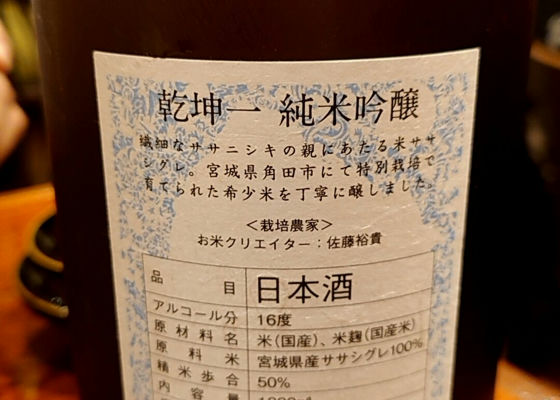 乾坤一 純米吟醸
繊細なササニシキの親にあたる米ササ
シグレ。宮城県角田市にて特別栽培で
育てられた希少米を丁寧に醸しました。
<栽培農家>
お米クリエイター：佐藤裕貴
品目 日本酒
アルコール分 16度
原材料名 米(国産)、米麹(国産米)
原料米 宮城県産ササシグレ100%
精米歩合 50%
内容量